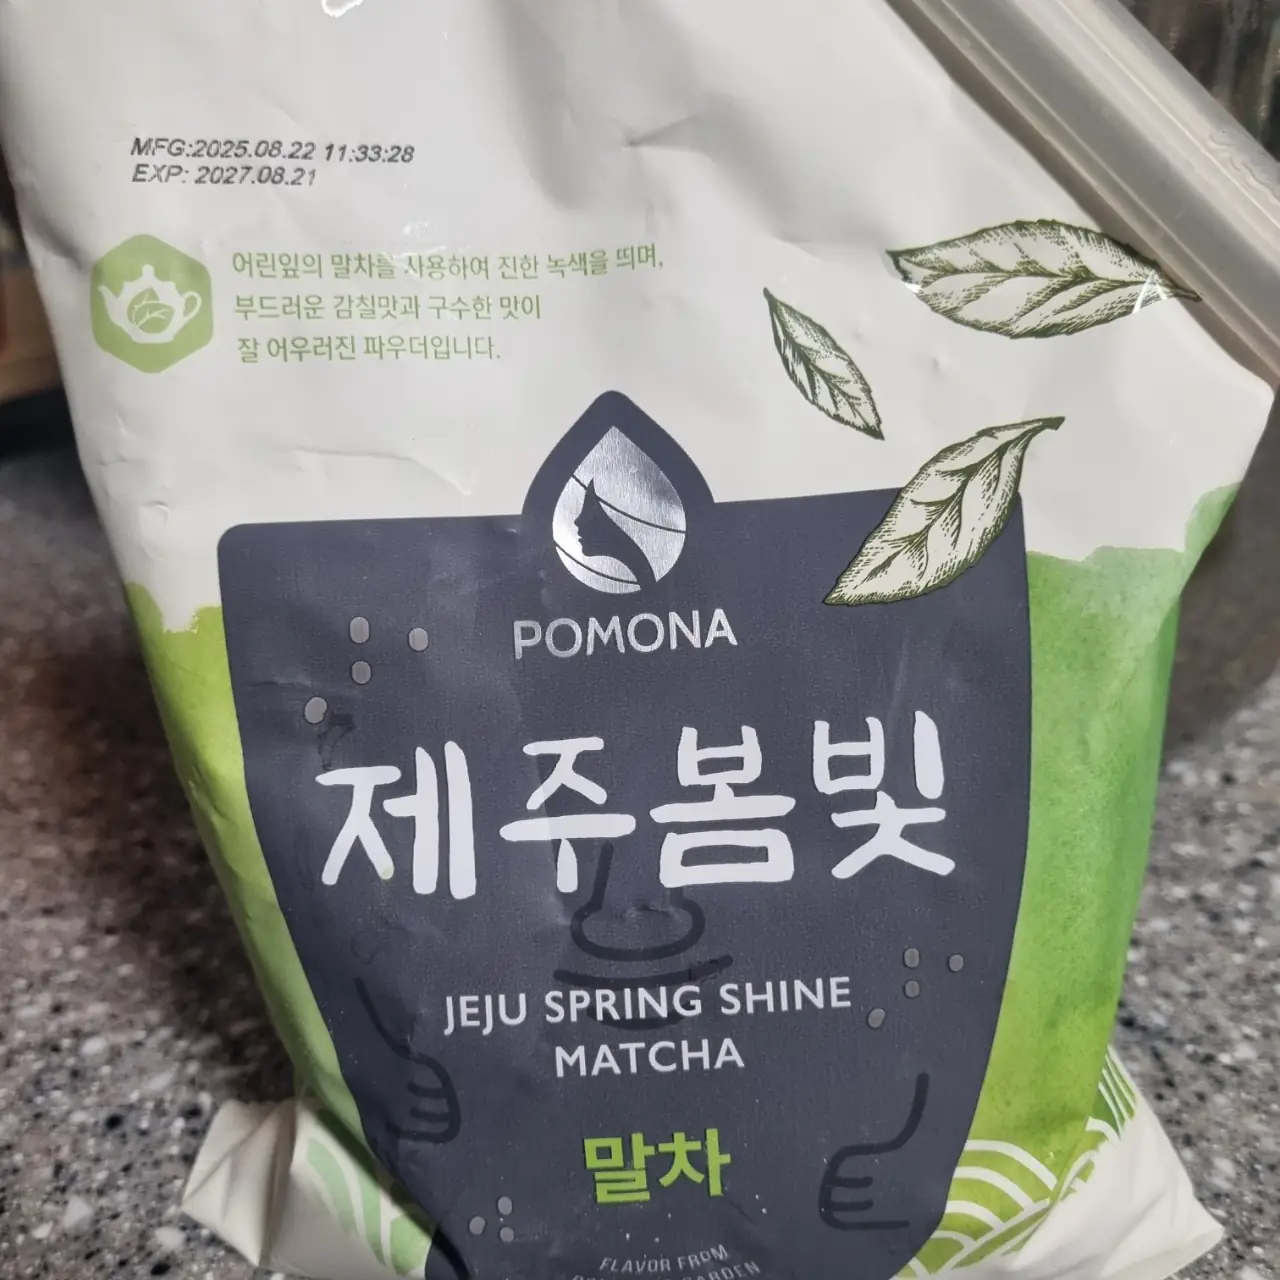 MFG:2025.08.22 11:33:28
EXP: 2027.08.21
어린잎의 말차를 사용하여 진한 녹색을 띄며,
부드러운 감칠맛과 구수한 맛이
잘 어우러진 파우더입니다.
POMONA
제주봄빛
JEJU SPRING SHINE
MATCHA
말차
FLAVOR FROM
GARDEN